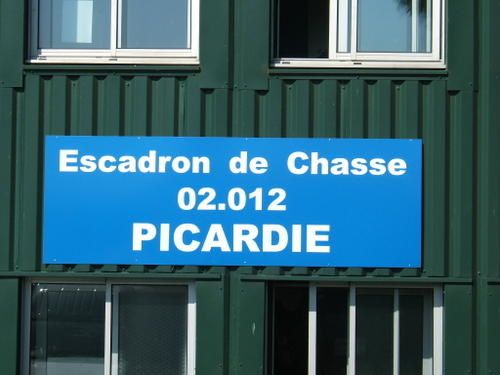 Escadron de Chasse
02.012
PICARDIE